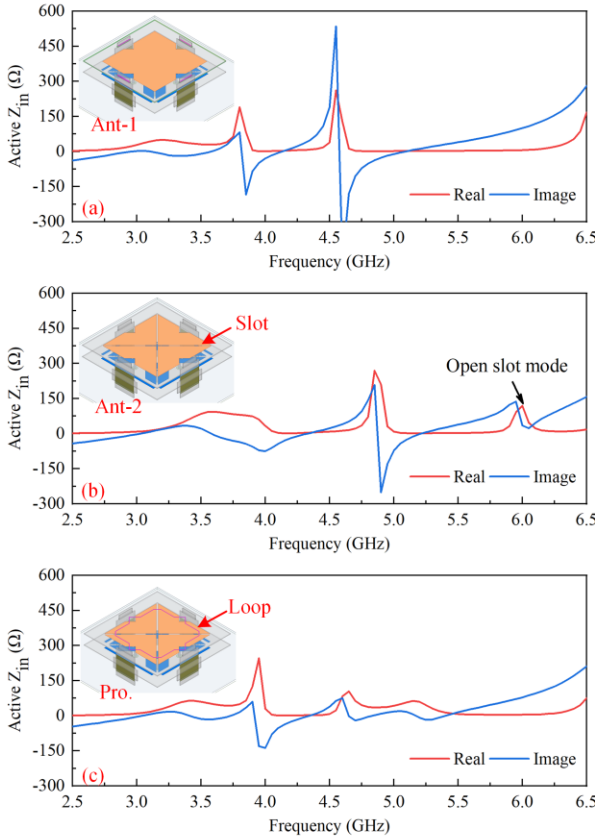 600
450
300
150
0
-150
-300
Active Z_in (Ω)
Ant-1
(a)
Real
Image
2.5 3.0 3.5 4.0 4.5 5.0 5.5 6.0 6.5
Frequency (GHz)
600
450
300
150
0
-150
-300
Active Z_in (Ω)
Slot
Ant-2
Open slot mode
(b)
Real
Image
2.5 3.0 3.5 4.0 4.5 5.0 5.5 6.0 6.5
Frequency (GHz)
600
450
300
150
0
-150
-300
Active Z_in (Ω)
Loop
Pro.
(c)
Real
Image
2.5 3.0 3.5 4.0 4.5 5.0 5.5 6.0 6.5
Frequency (GHz)